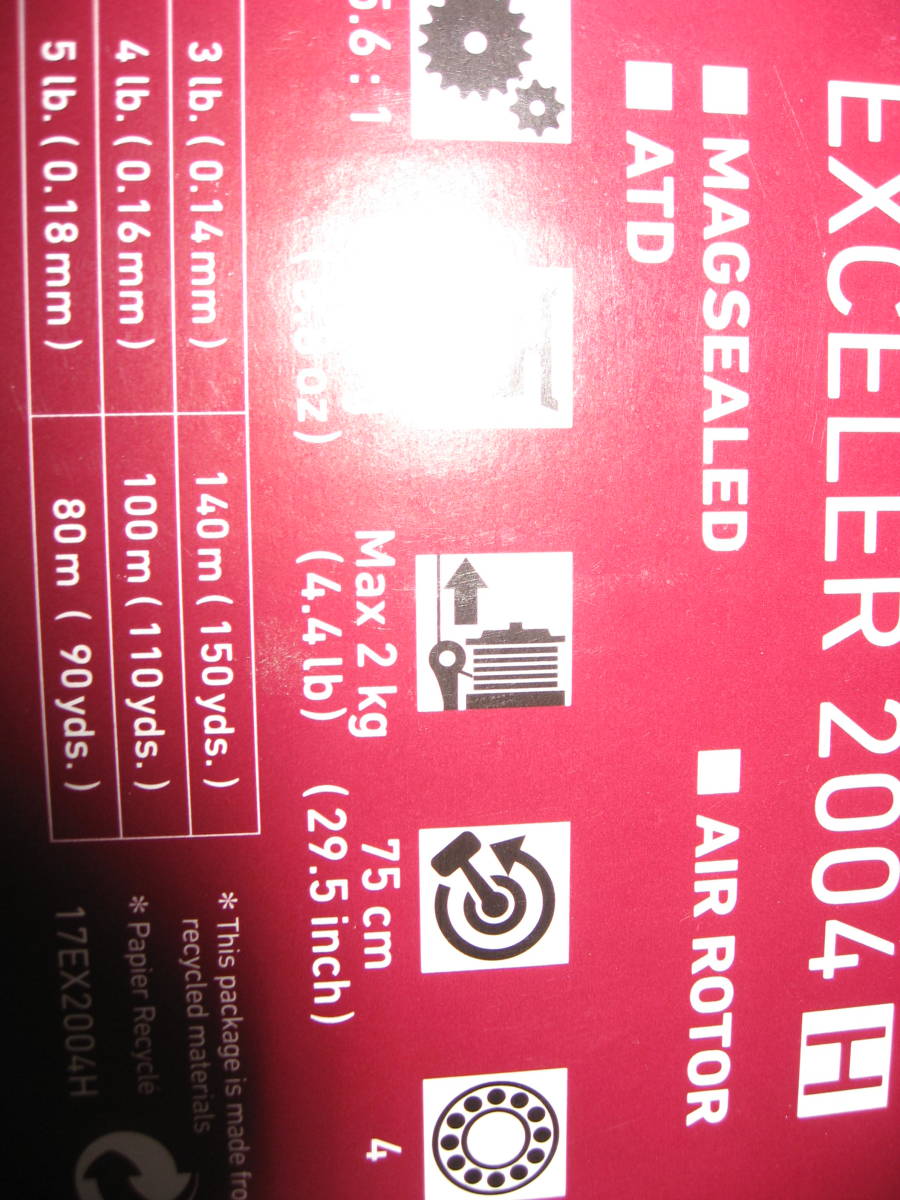 EXCELER 2004 H
■ MAGSEALED ■ AIR ROTOR
■ ATD
.6 : 1 Max 2 kg 75 cm 4
oz) (4.4 lb) (29.5 inch)
3 lb. ( 0.14 mm ) 140 m ( 150 yds. )
4 lb. ( 0.16 mm ) 100 m ( 110 yds. )
5 lb. ( 0.18 mm ) 80 m ( 90 yds. )
* This package is made fro
recycled materials
* Papier Recyclé
17EX2004H